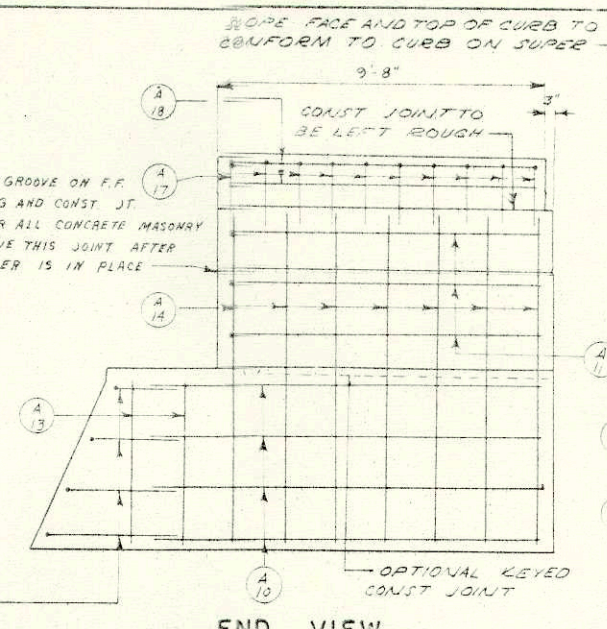 SLOPE FACE AND TOP OF CURB TO
CONFORM TO CURB ON SUPER
9'-8"
3"
A
18
CONST JOINT TO
BE LEFT ROUGH
A
17
GROOVE ON F.F.
AND CONST. JT.
ALL CONCRETE MASONRY
THIS JOINT AFTER
IS IN PLACE
A
14
A
11
A
13
A
10
OPTIONAL KEYED
CONST JOINT
END VIEW